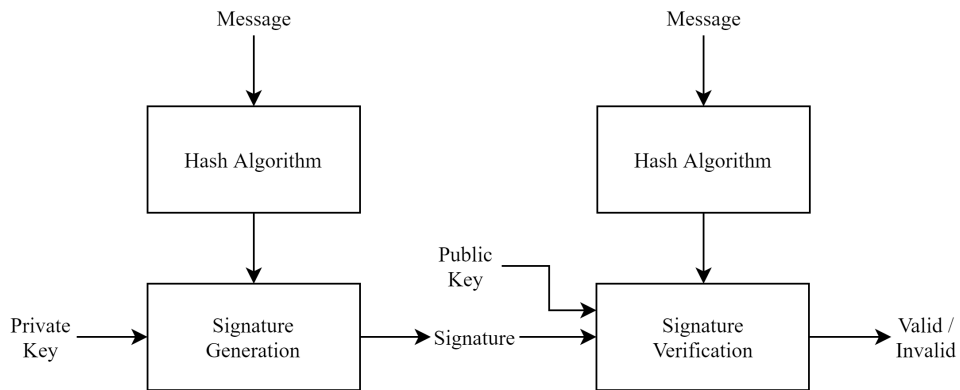 Message
Message
Hash Algorithm
Hash Algorithm
Public
Key
Private
Key
Signature
Generation
Signature
Signature
Verification
Valid /
Invalid